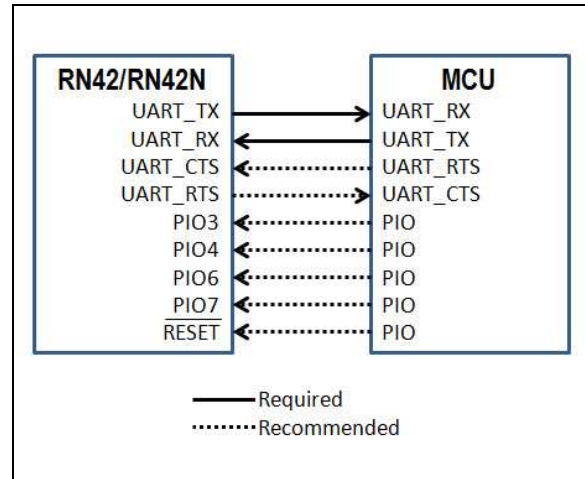 RN42/RN42N MCU
UART_TX UART_RX
UART_RX UART_TX
UART_CTS UART_RTS
UART_RTS UART_CTS
PIO3 PIO
PIO4 PIO
PIO6 PIO
PIO7 PIO
RESET PIO
Required
Recommended